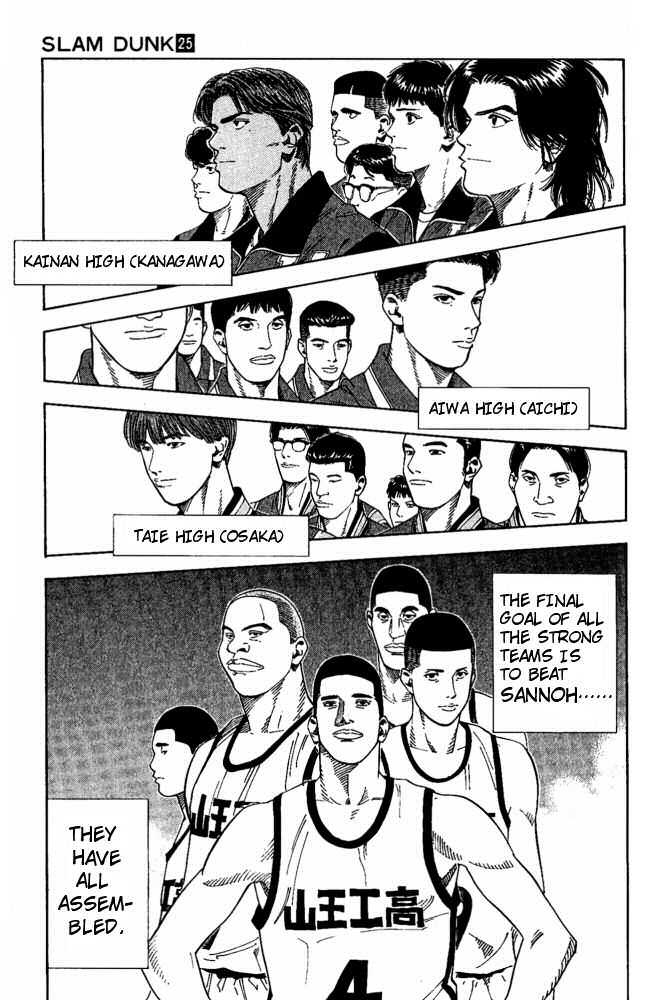 SLAM DUNK 25
KAINAN HIGH (KANAGAWA)
AIWA HIGH (AICHI)
TAIE HIGH (OSAKA)
THE FINAL
GOAL OF ALL
THE STRONG
TEAMS IS
TO BEAT
SANNOH......
THEY
HAVE
ALL
ASSEM-
BLED.
山王
山王工高
4